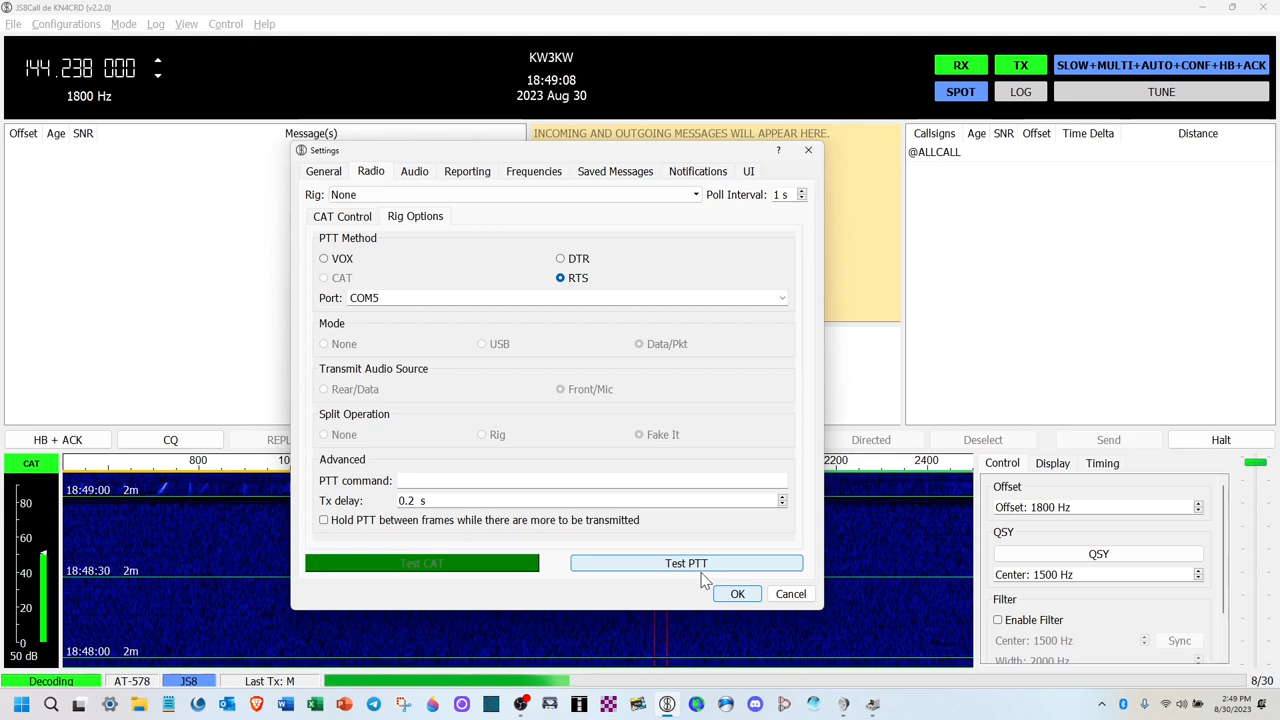 JS8Call de KN4CRD (v2.2.0)
File Configurations Mode Log View Control Help
144.238 000
1800 Hz
KW3KW
18:49:08
2023 Aug 30
RX TX SLOW+MULTI+AUTO+CONF+HB+ACK
SPOT LOG TUNE
Offset Age SNR Message(s)
INCOMING AND OUTGOING MESSAGES WILL APPEAR HERE.
Callsigns Age SNR Offset Time Delta Distance
@ALLCALL
Settings ?
General Radio Audio Reporting Frequencies Saved Messages Notifications UI
Rig: None Poll Interval: 1 s
CAT Control Rig Options
PTT Method
VOX DTR
CAT RTS
Port: COM5
Mode
None USB Data/Pkt
Transmit Audio Source
Rear/Data Front/Mic
Split Operation
None Rig Fake It
Advanced
PTT command:
Tx delay: 0.2 s
Hold PTT between frames while there are more to be transmitted
Test CAT Test PTT
OK Cancel
HB + ACK CQ REPL Directed Deselect Send Halt
CAT 800 10 2200 2400
Control Display Timing
18:49:00 2m
18:48:30 2m
18:48:00 2m
80
60
40
20
0
50 dB
Offset
Offset: 1800 Hz
QSY
QSY
Center: 1500 Hz
Filter
Enable Filter
Center: 1500 Hz Sync
Width: 2000 Hz
Decoding AT-578 JS8 Last Tx: M 8/30
2:49 PM
8/30/2023